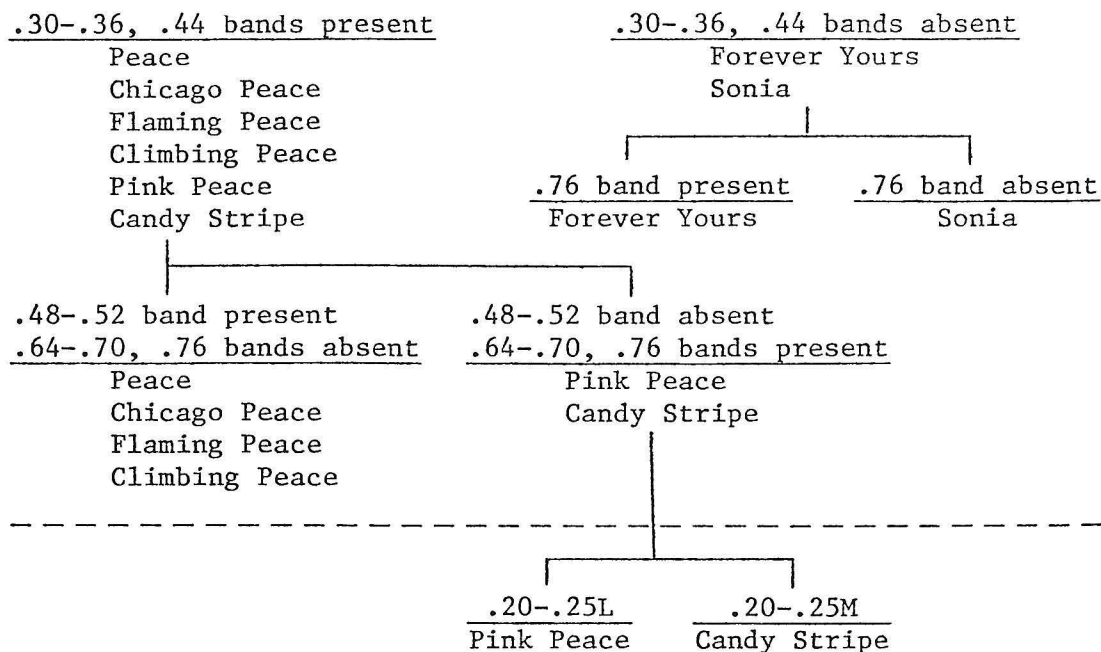 .30-.36, .44 bands present
Peace
Chicago Peace
Flaming Peace
Climbing Peace
Pink Peace
Candy Stripe
.30-.36, .44 bands absent
Forever Yours
Sonia
.76 band present
Forever Yours
.76 band absent
Sonia
.48-.52 band present
.64-.70, .76 bands absent
Peace
Chicago Peace
Flaming Peace
Climbing Peace
.48-.52 band absent
.64-.70, .76 bands present
Pink Peace
Candy Stripe
.20-.25L
Pink Peace
.20-.25M
Candy Stripe